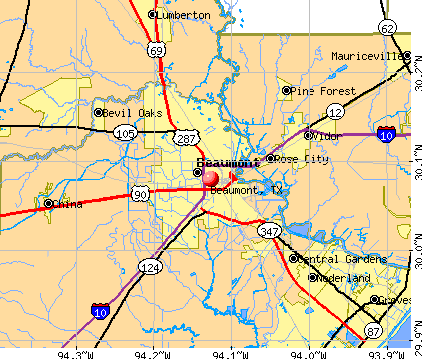 Lumberton
62
69
Mauriceville
30.2°N
Pine Forest
Bevil Oaks
12
105
287
Vidor
10
30.1°N
Beaumont
Rose City
90
Beaumont, TX
China
347
30.0°N
Central Gardens
124
Nederland
10
Groves
87
29.9°N
94.3°W
94.2°W
94.1°W
94.0°W
93.9°W